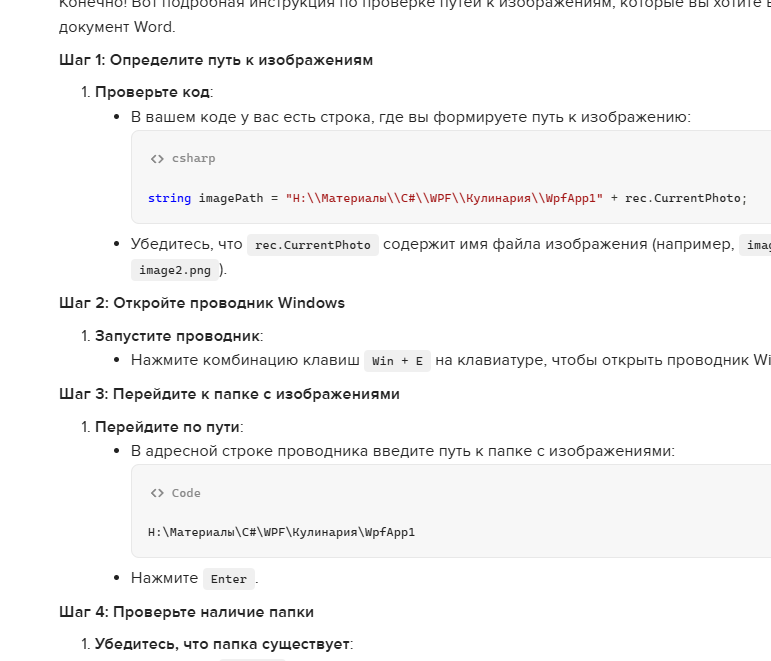 Конечно! Вот подробная инструкция по проверке путей к изображениям, которые вы хотите
документ Word.
Шаг 1: Определите путь к изображениям
1. Проверьте код:
• В вашем коде у вас есть строка, где вы формируете путь к изображению:
<> csharp
string imagePath = "H:\\Материалы\\C#\\WPF\\Кулинария\\WpfApp1" + rec.CurrentPhoto;
• Убедитесь, что rec.CurrentPhoto содержит имя файла изображения (например,
image2.png ).
Шаг 2: Откройте проводник Windows
1. Запустите проводник:
• Нажмите комбинацию клавиш Win + E на клавиатуре, чтобы открыть проводник Wi
Шаг 3: Перейдите к папке с изображениями
1. Перейдите по пути:
• В адресной строке проводника введите путь к папке с изображениями:
<> Code
H:\Материалы\C#\WPF\Кулинария\WpfApp1
• Нажмите Enter .
Шаг 4: Проверьте наличие папки
1. Убедитесь, что папка существует: